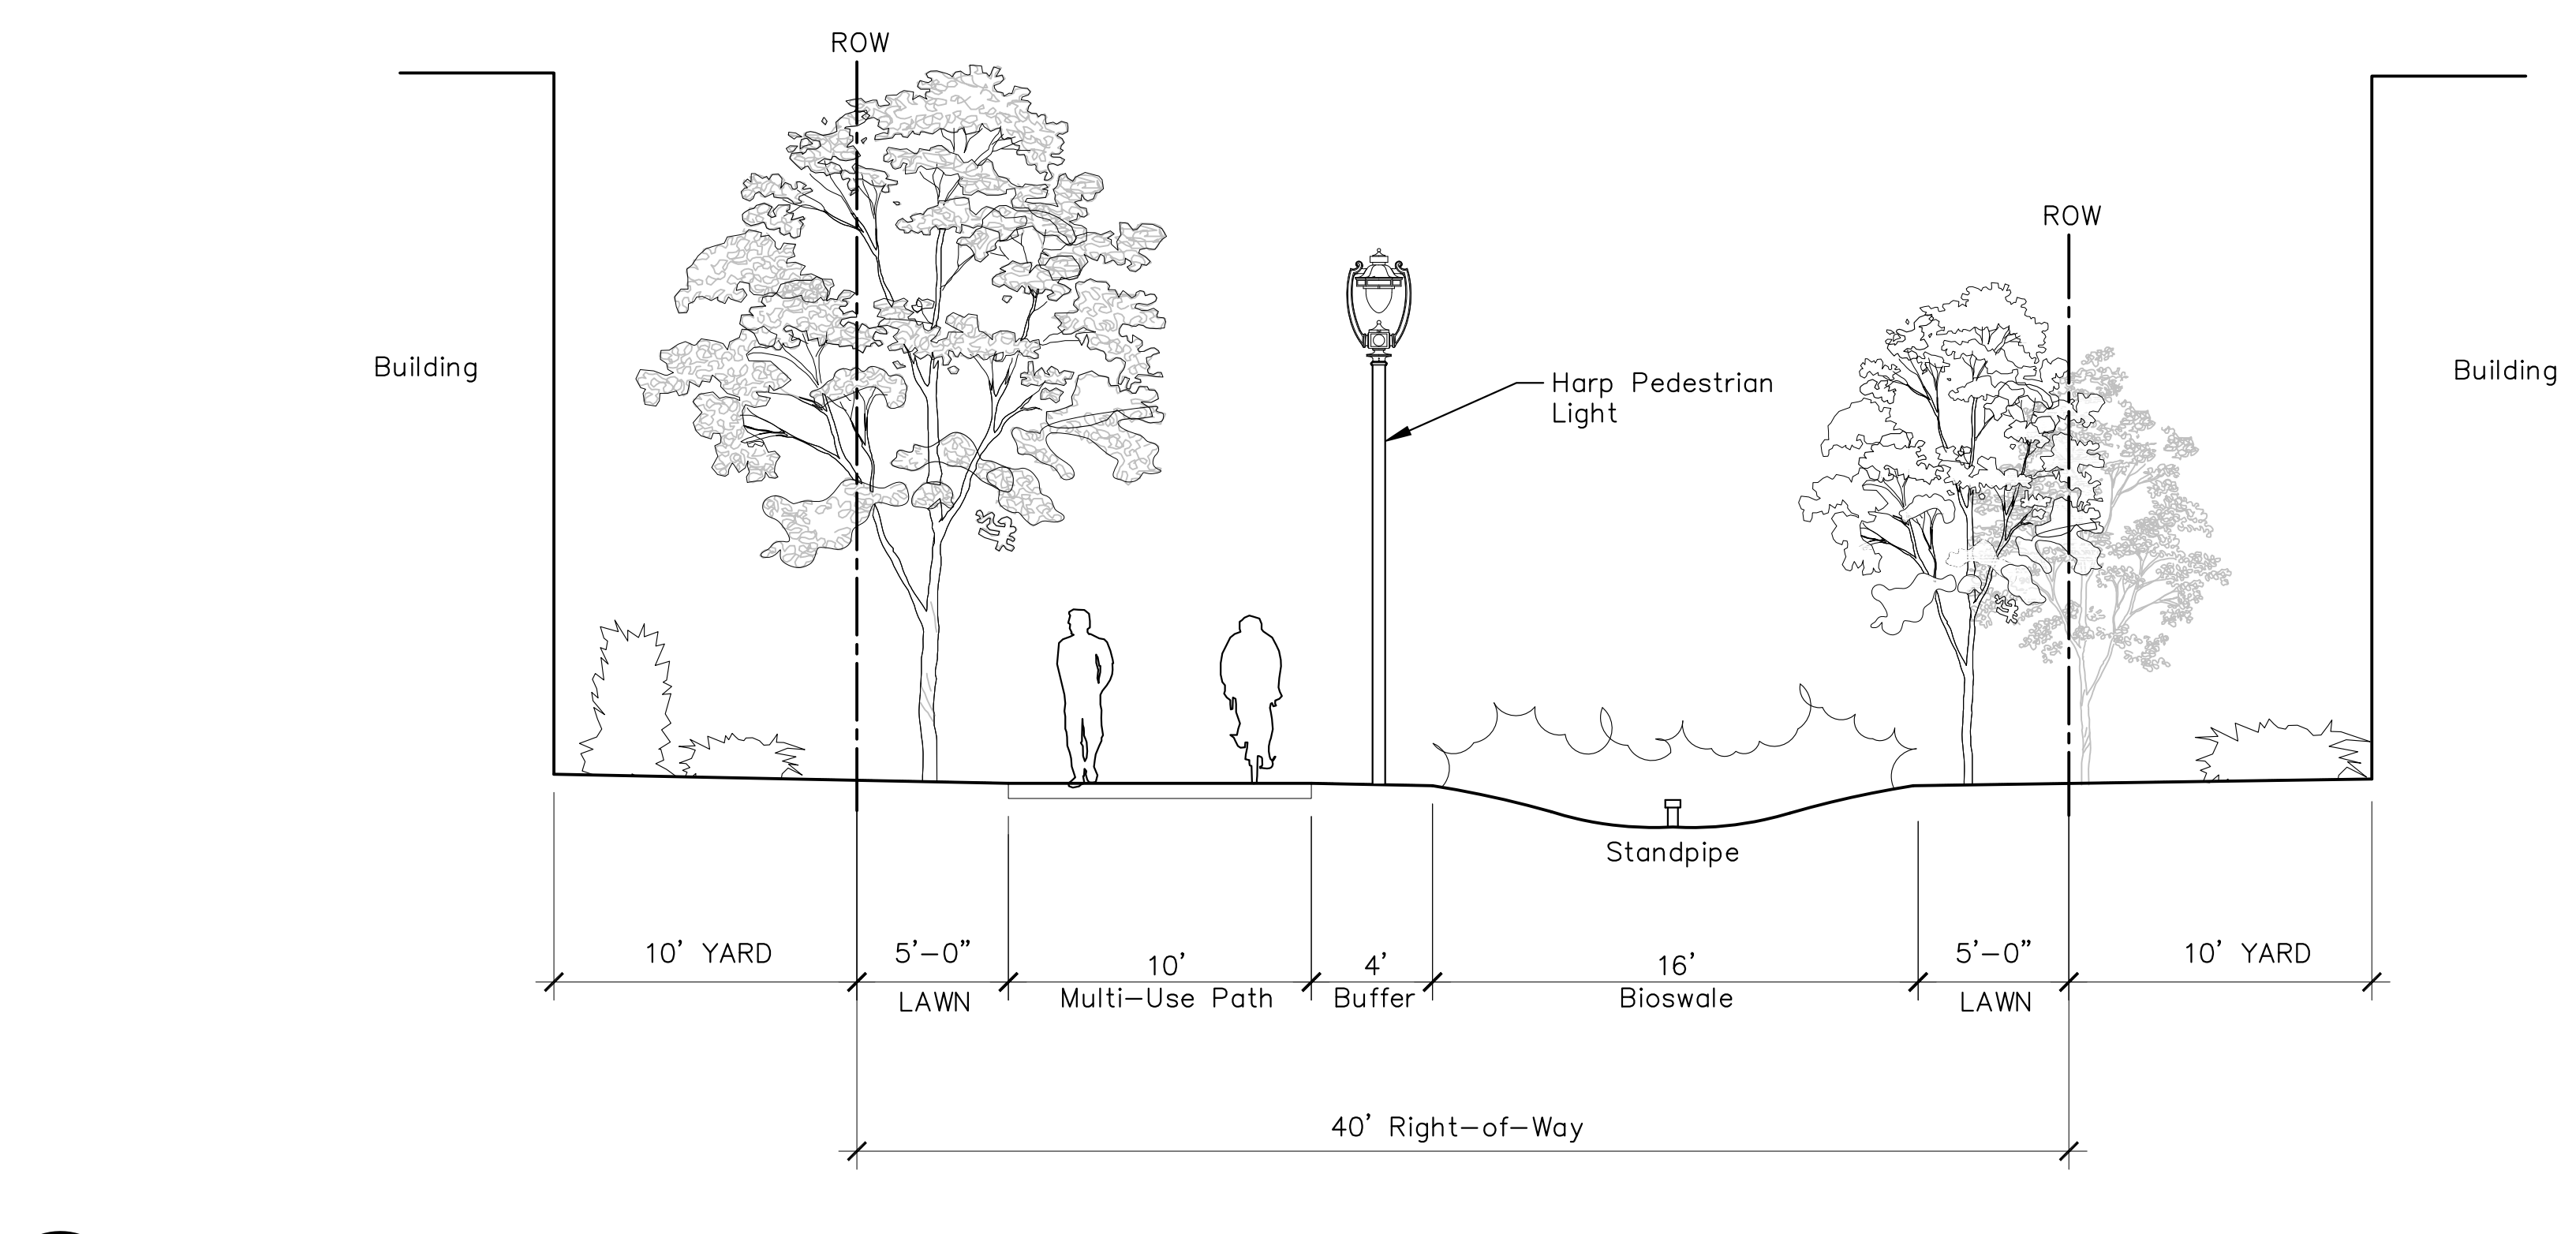 ROW
ROW
Building
Building
Harp Pedestrian
Light
Standpipe
10' YARD
5'-0"
LAWN
10'
Multi-Use Path
4'
Buffer
16'
Bioswale
5'-0"
LAWN
10' YARD
40' Right-of-Way